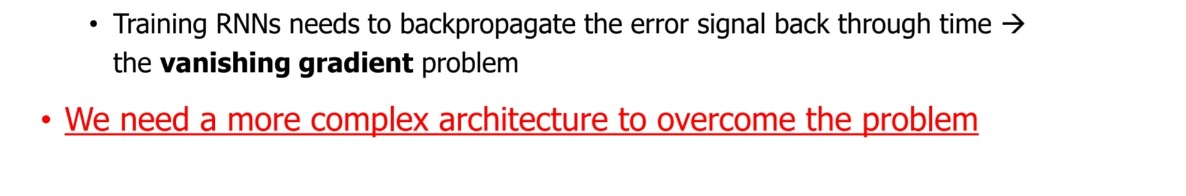 • Training RNNs needs to backpropagate the error signal back through time →
the vanishing gradient problem
• We need a more complex architecture to overcome the problem